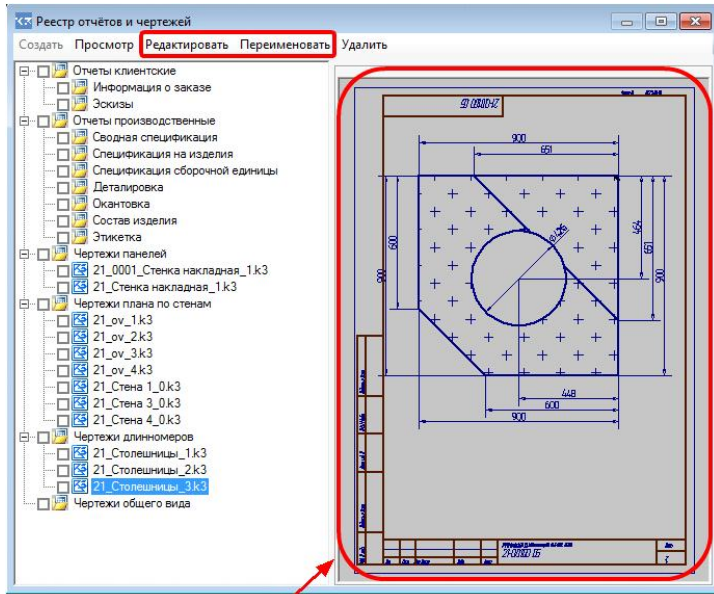 Реестр отчётов и чертежей
Создать Просмотр Редактировать Переименовать Удалить
Отчеты клиентские
Информация о заказе
Эскизы
Отчеты производственные
Сводная спецификация
Спецификация на изделия
Спецификация сборочной единицы
Деталировка
Окантовка
Состав изделия
Этикетка
Чертежи панелей
21_0001_Стенка накладная_1.k3
21_Стенка накладная_1.k3
Чертежи плана по стенам
21_ov_1.k3
21_ov_2.k3
21_ov_3.k3
21_ov_4.k3
21_Стена 1_0.k3
21_Стена 3_0.k3
21_Стена 4_0.k3
Чертежи длинномеров
21_Столешницы_1.k3
21_Столешницы_2.k3
21_Столешницы_3.k3
Чертежи общего вида
900
651
600
900
464
651
900
448
600
900